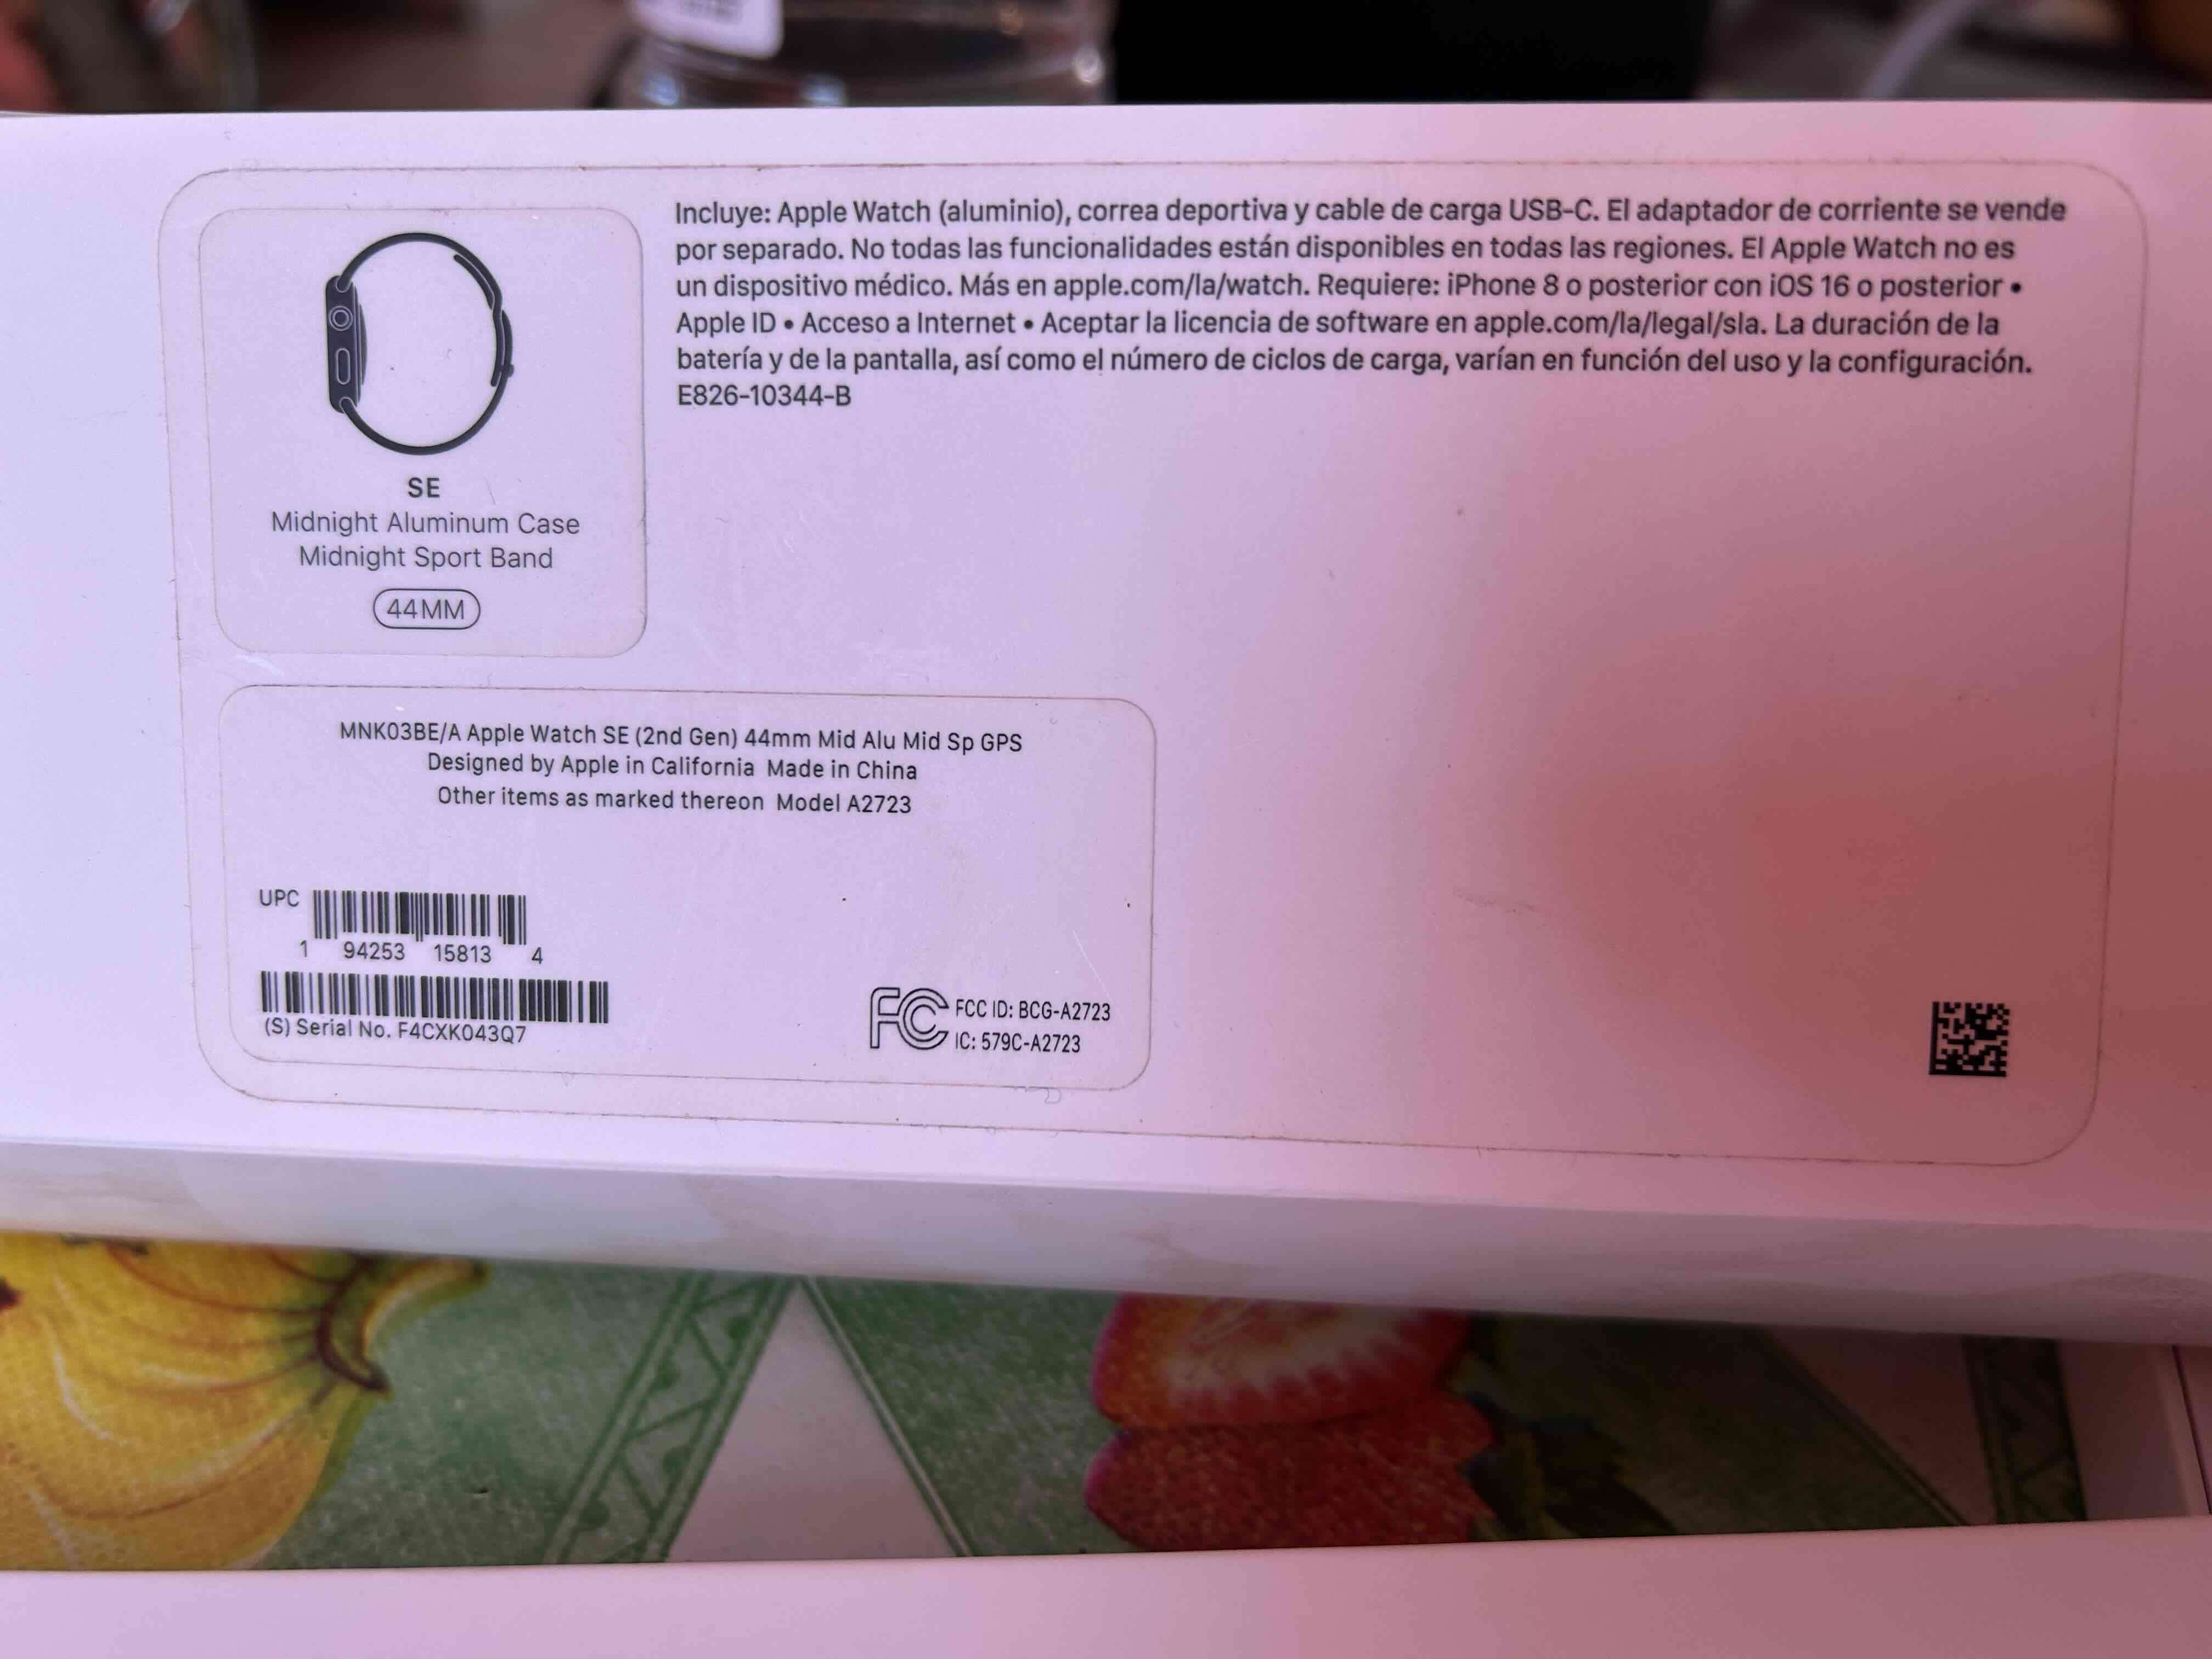 Incluye: Apple Watch (aluminio), correa deportiva y cable de carga USB-C. El adaptador de corriente se vende
por separado. No todas las funcionalidades están disponibles en todas las regiones. El Apple Watch no es
un dispositivo médico. Más en apple.com/la/watch. Requiere: iPhone 8 o posterior con iOS 16 o posterior •
Apple ID • Acceso a Internet • Aceptar la licencia de software en apple.com/la/legal/sla. La duración de la
batería y de la pantalla, así como el número de ciclos de carga, varían en función del uso y la configuración.
E826-10344-B
SE
Midnight Aluminum Case
Midnight Sport Band
44MM
MNK03BE/A Apple Watch SE (2nd Gen) 44mm Mid Alu Mid Sp GPS
Designed by Apple in California Made in China
Other items as marked thereon Model A2723
UPC
1 94253 15813 4
(S) Serial No. F4CXK043Q7
FC FCC ID: BCG-A2723
IC: 579C-A2723